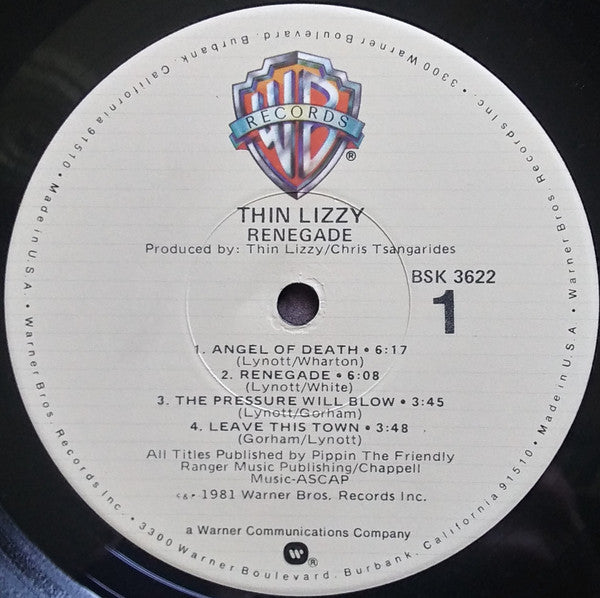 WB
RECORDS
®
THIN LIZZY
RENEGADE
Produced by: Thin Lizzy/Chris Tsangarides
BSK 3622
1
1. ANGEL OF DEATH • 6:17
(Lynott/Wharton)
2. RENEGADE • 6:08
(Lynott/White)
3. THE PRESSURE WILL BLOW • 3:45
(Lynott/Gorham)
4. LEAVE THIS TOWN • 3:48
(Gorham/Lynott)
All Titles Published by Pippin The Friendly
Ranger Music Publishing/Chappell
Music-ASCAP
© & ℗ 1981 Warner Bros. Records Inc.
a Warner Communications Company
W®
Warner Bros. Records Inc. • 3300 Warner Boulevard, Burbank, California 91510 • Made in U.S.A. • Warner Bros. Records Inc. • 3300 Warner Boulevard, Burbank, California 91510 • Made in U.S.A. •